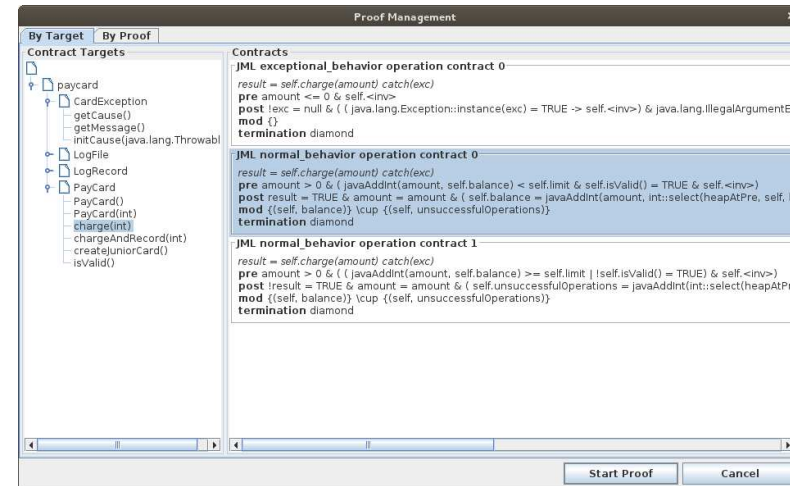 Proof Management
By Target
By Proof
Contract Targets
paycard
CardException
getCause()
getMessage()
initCause(java.lang.Throwabl
LogFile
LogRecord
PayCard
PayCard()
PayCard(int)
charge(int)
chargeAndRecord(int)
createJuniorCard()
isValid()
Contracts
JML exceptional_behavior operation contract 0
result = self.charge(amount) catch(exc)
pre amount <= 0 & self.<inv>
post !exc = null & ( ( java.lang.Exception::instance(exc) = TRUE -> self.<inv>) & java.lang.IllegalArgumentE
mod {}
termination diamond
JML normal_behavior operation contract 0
result = self.charge(amount) catch(exc)
pre amount > 0 & ( javaAddInt(amount, self.balance) < self.limit & self.isValid() = TRUE & self.<inv>)
post result = TRUE & amount = amount & ( self.balance = javaAddInt(amount, int::select(heapAtPre, self,
mod {(self, balance)} \cup {(self, unsuccessfulOperations)}
termination diamond
JML normal_behavior operation contract 1
result = self.charge(amount) catch(exc)
pre amount > 0 & ( ( javaAddInt(amount, self.balance) >= self.limit | !self.isValid() = TRUE) & self.<inv>)
post !result = TRUE & amount = amount & ( self.unsuccessfulOperations = javaAddInt(int::select(heapAtPr
mod {(self, balance)} \cup {(self, unsuccessfulOperations)}
termination diamond
Start Proof
Cancel